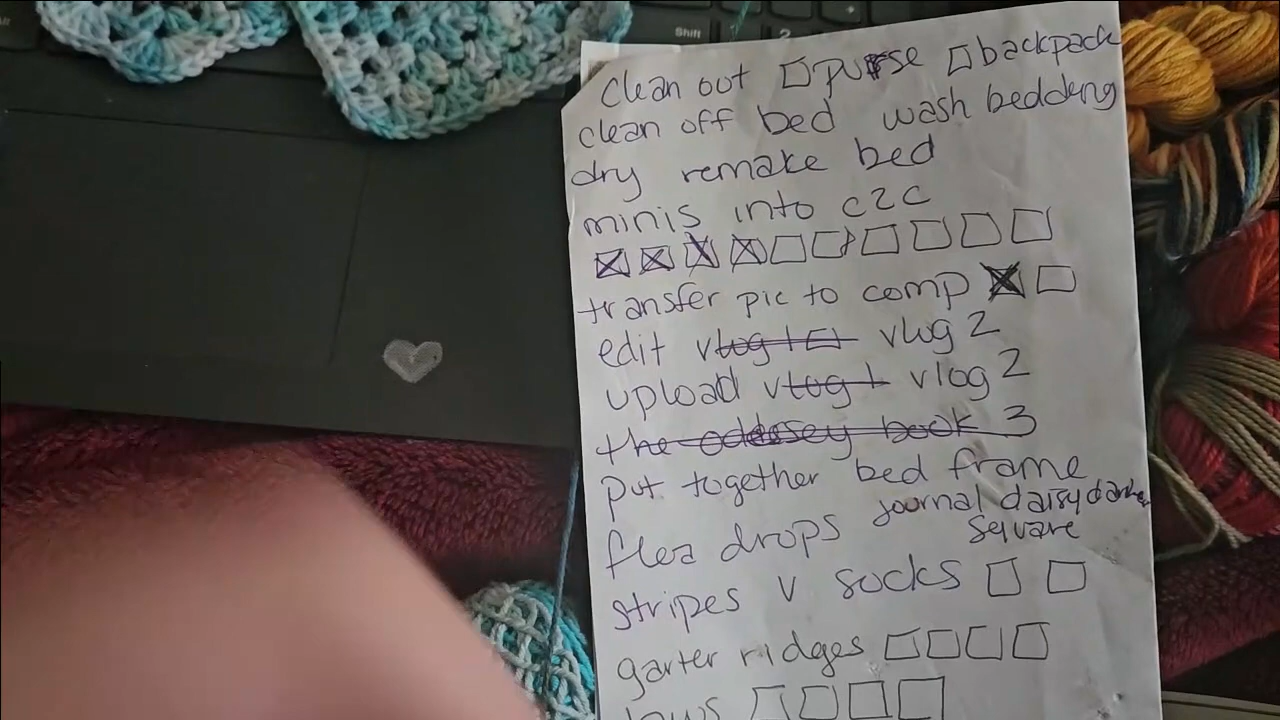 Shift
2
clean out □ purse □ backpack
clean off bed wash bedding
dry remake bed
minis into c2c
☒ ☒ ☒ ☒ □ □ □ □ □ □
transfer pic to comp ☒ □
edit vlog 1 □ vlog 2
upload vlog 1 vlog 2
the oddesey book 3
put together bed frame
flea drops journal daisy
square
stripes v socks □ □
garter ridges □ □ □ □
□ □ □ □